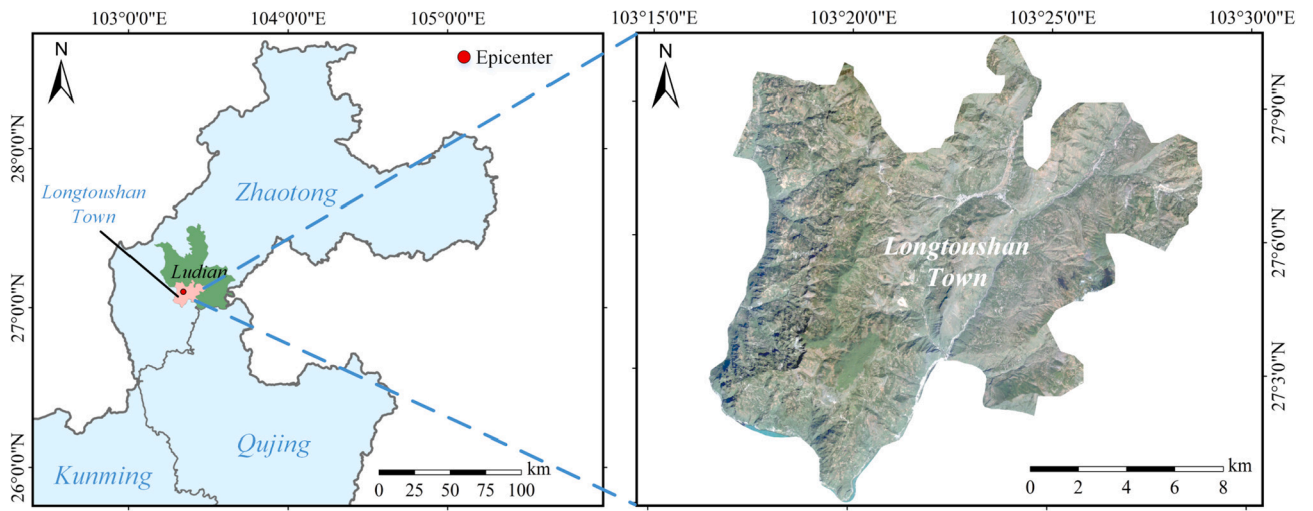 103°0'0"E 104°0'0"E 105°0'0"E
103°15'0"E 103°20'0"E 103°25'0"E 103°30'0"E
N
Epicenter
28°0'0"N
27°0'0"N
26°0'0"N
Longtoushan
Town
Zhaotong
Ludian
Qujing
Kunming
km
0 25 50 75 100
N
Longtoushan
Town
27°9'0"N
27°6'0"N
27°3'0"N
km
0 2 4 6 8